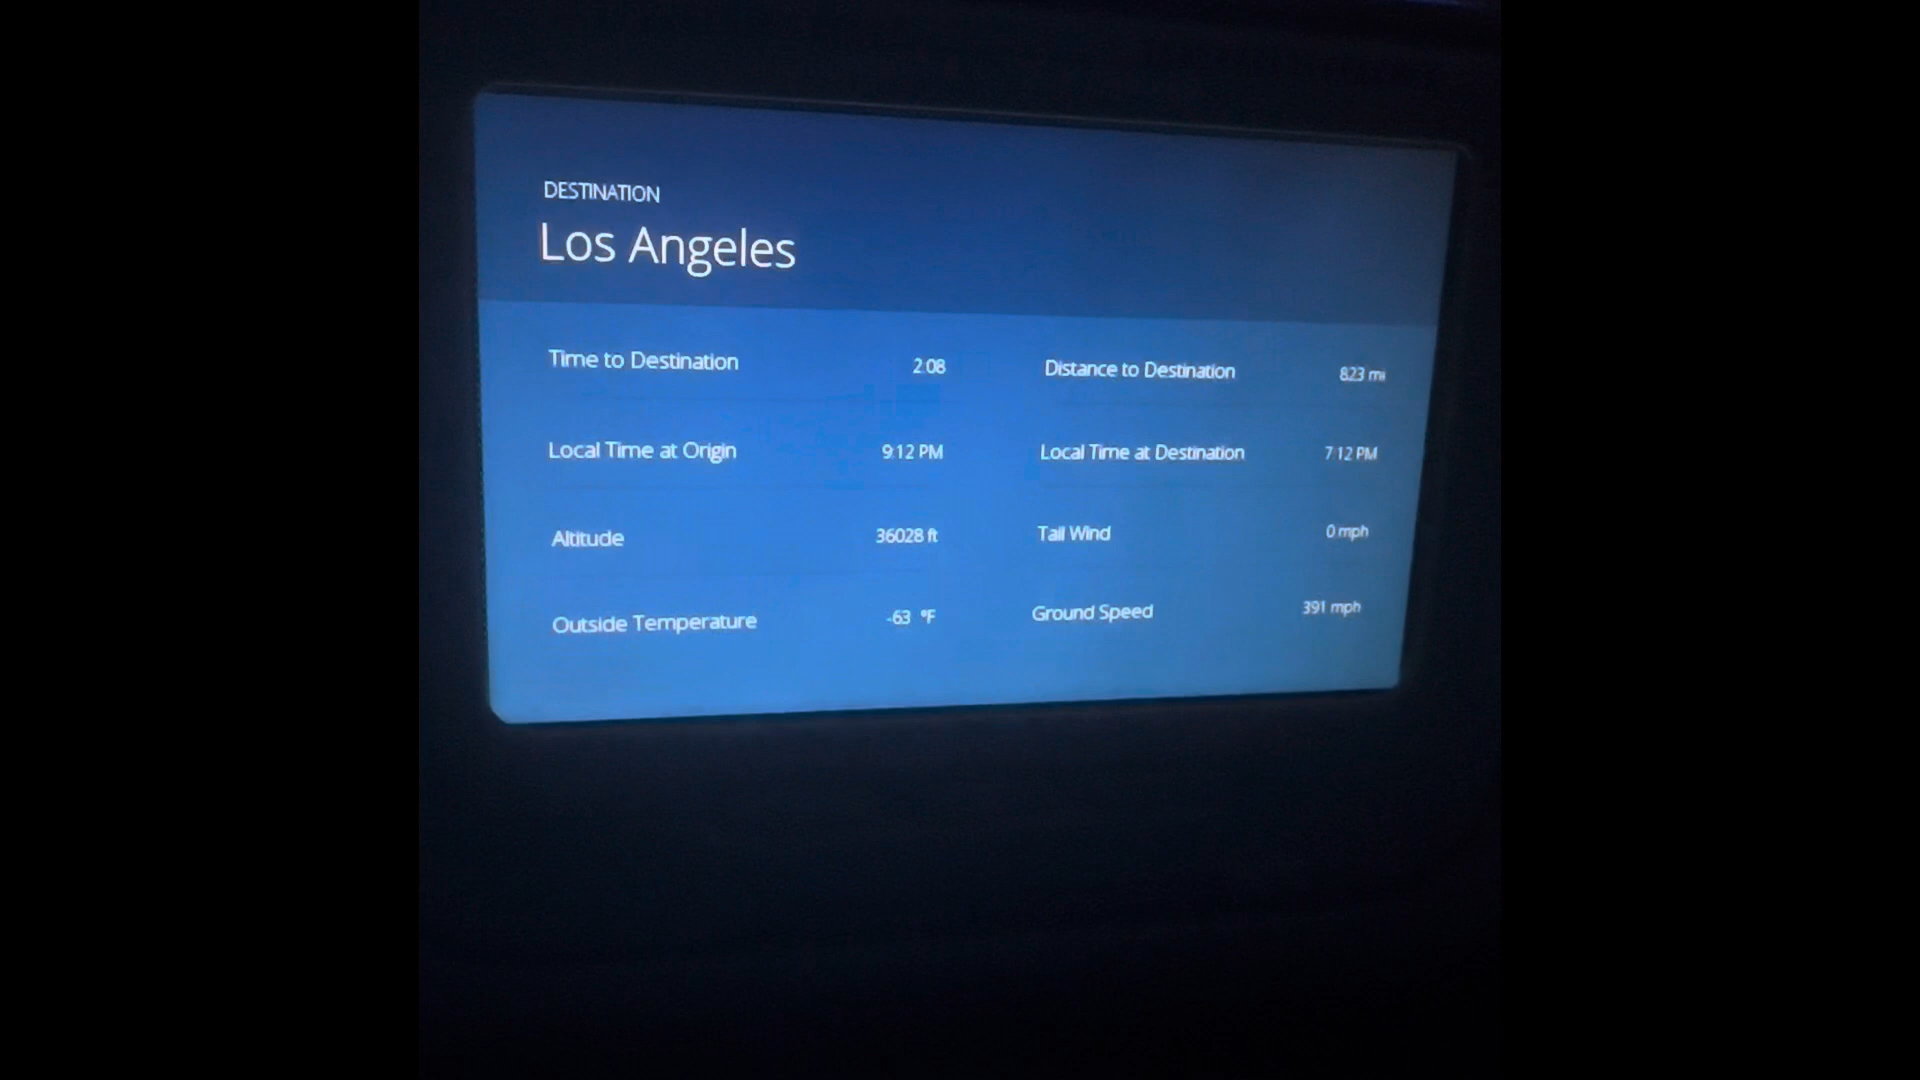 DESTINATION
Los Angeles
Time to Destination 2:08 Distance to Destination 823 mi
Local Time at Origin 9:12 PM Local Time at Destination 7:12 PM
Altitude 36028 ft Tail Wind 0 mph
Outside Temperature -63 °F Ground Speed 391 mph